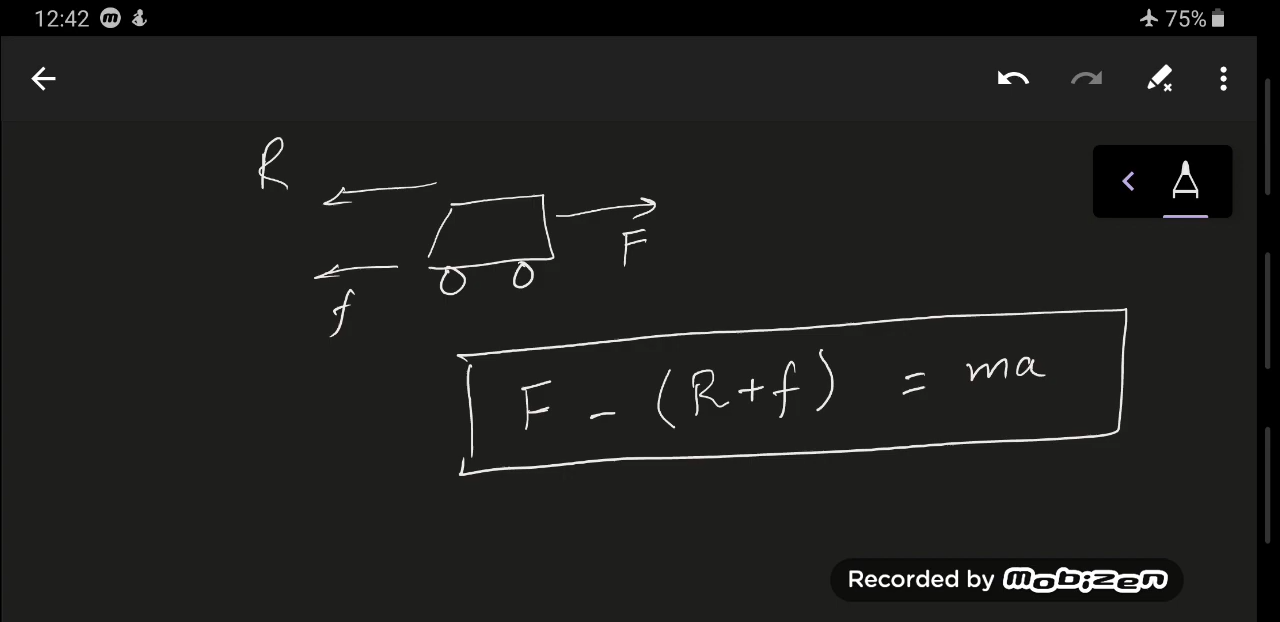 12:42 75%
R
F
f
F - (R+f) = ma
Recorded by mobizen